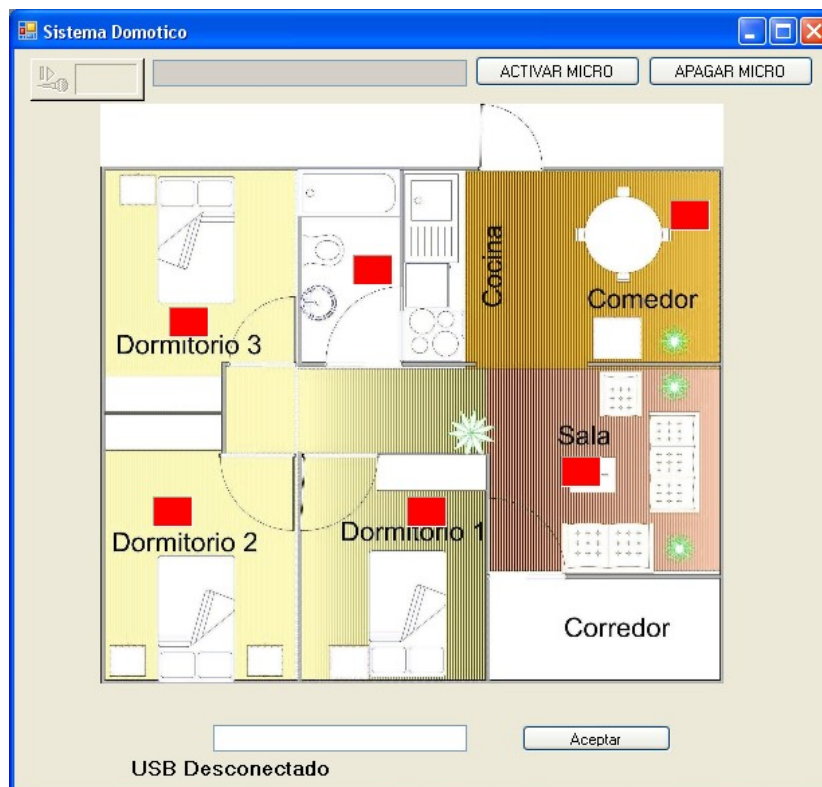 Sistema Domotico
ACTIVAR MICRO
APAGAR MICRO
Cocina
Comedor
Dormitorio 3
Sala
Dormitorio 2
Dormitorio 1
Corredor
Aceptar
USB Desconectado